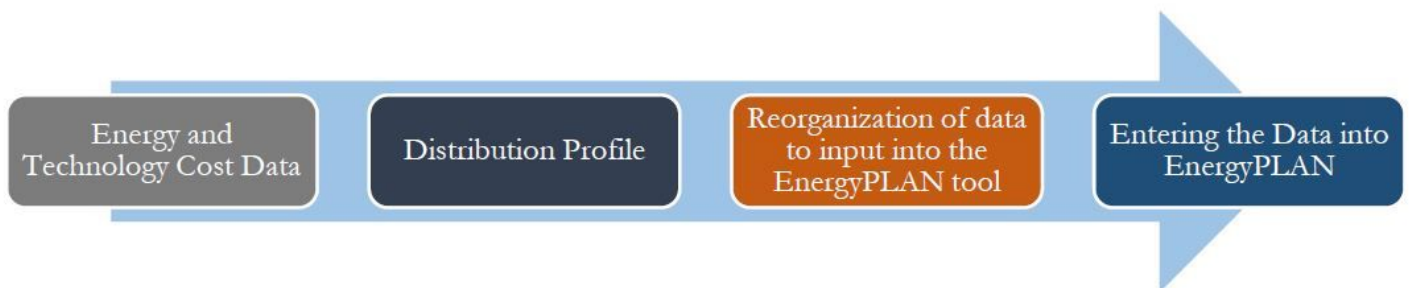 Energy and
Technology Cost Data
Distribution Profile
Reorganization of data
to input into the
EnergyPLAN tool
Entering the Data into
EnergyPLAN